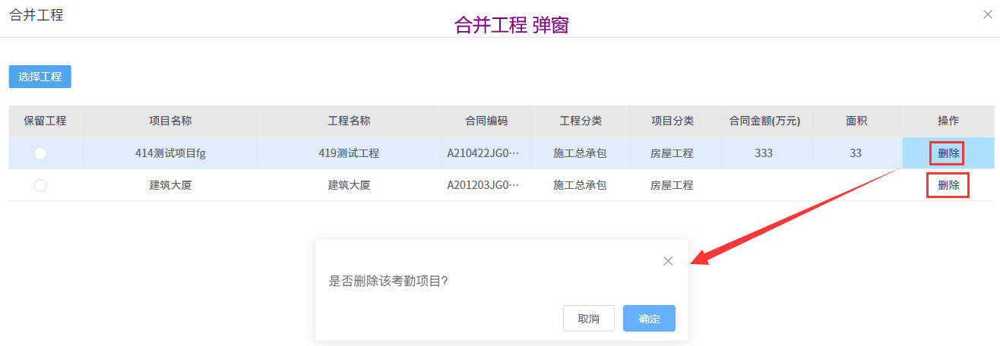 合并工程
合并工程 弹窗
选择工程
保留工程 项目名称 工程名称 合同编码 工程分类 项目分类 合同金额(万元) 面积 操作
414测试项目fg 419测试工程 A210422JG0… 施工总承包 房屋工程 333 33 删除
建筑大厦 建筑大厦 A201203JG0… 施工总承包 房屋工程 删除
是否删除该考勤项目?
取消 确定